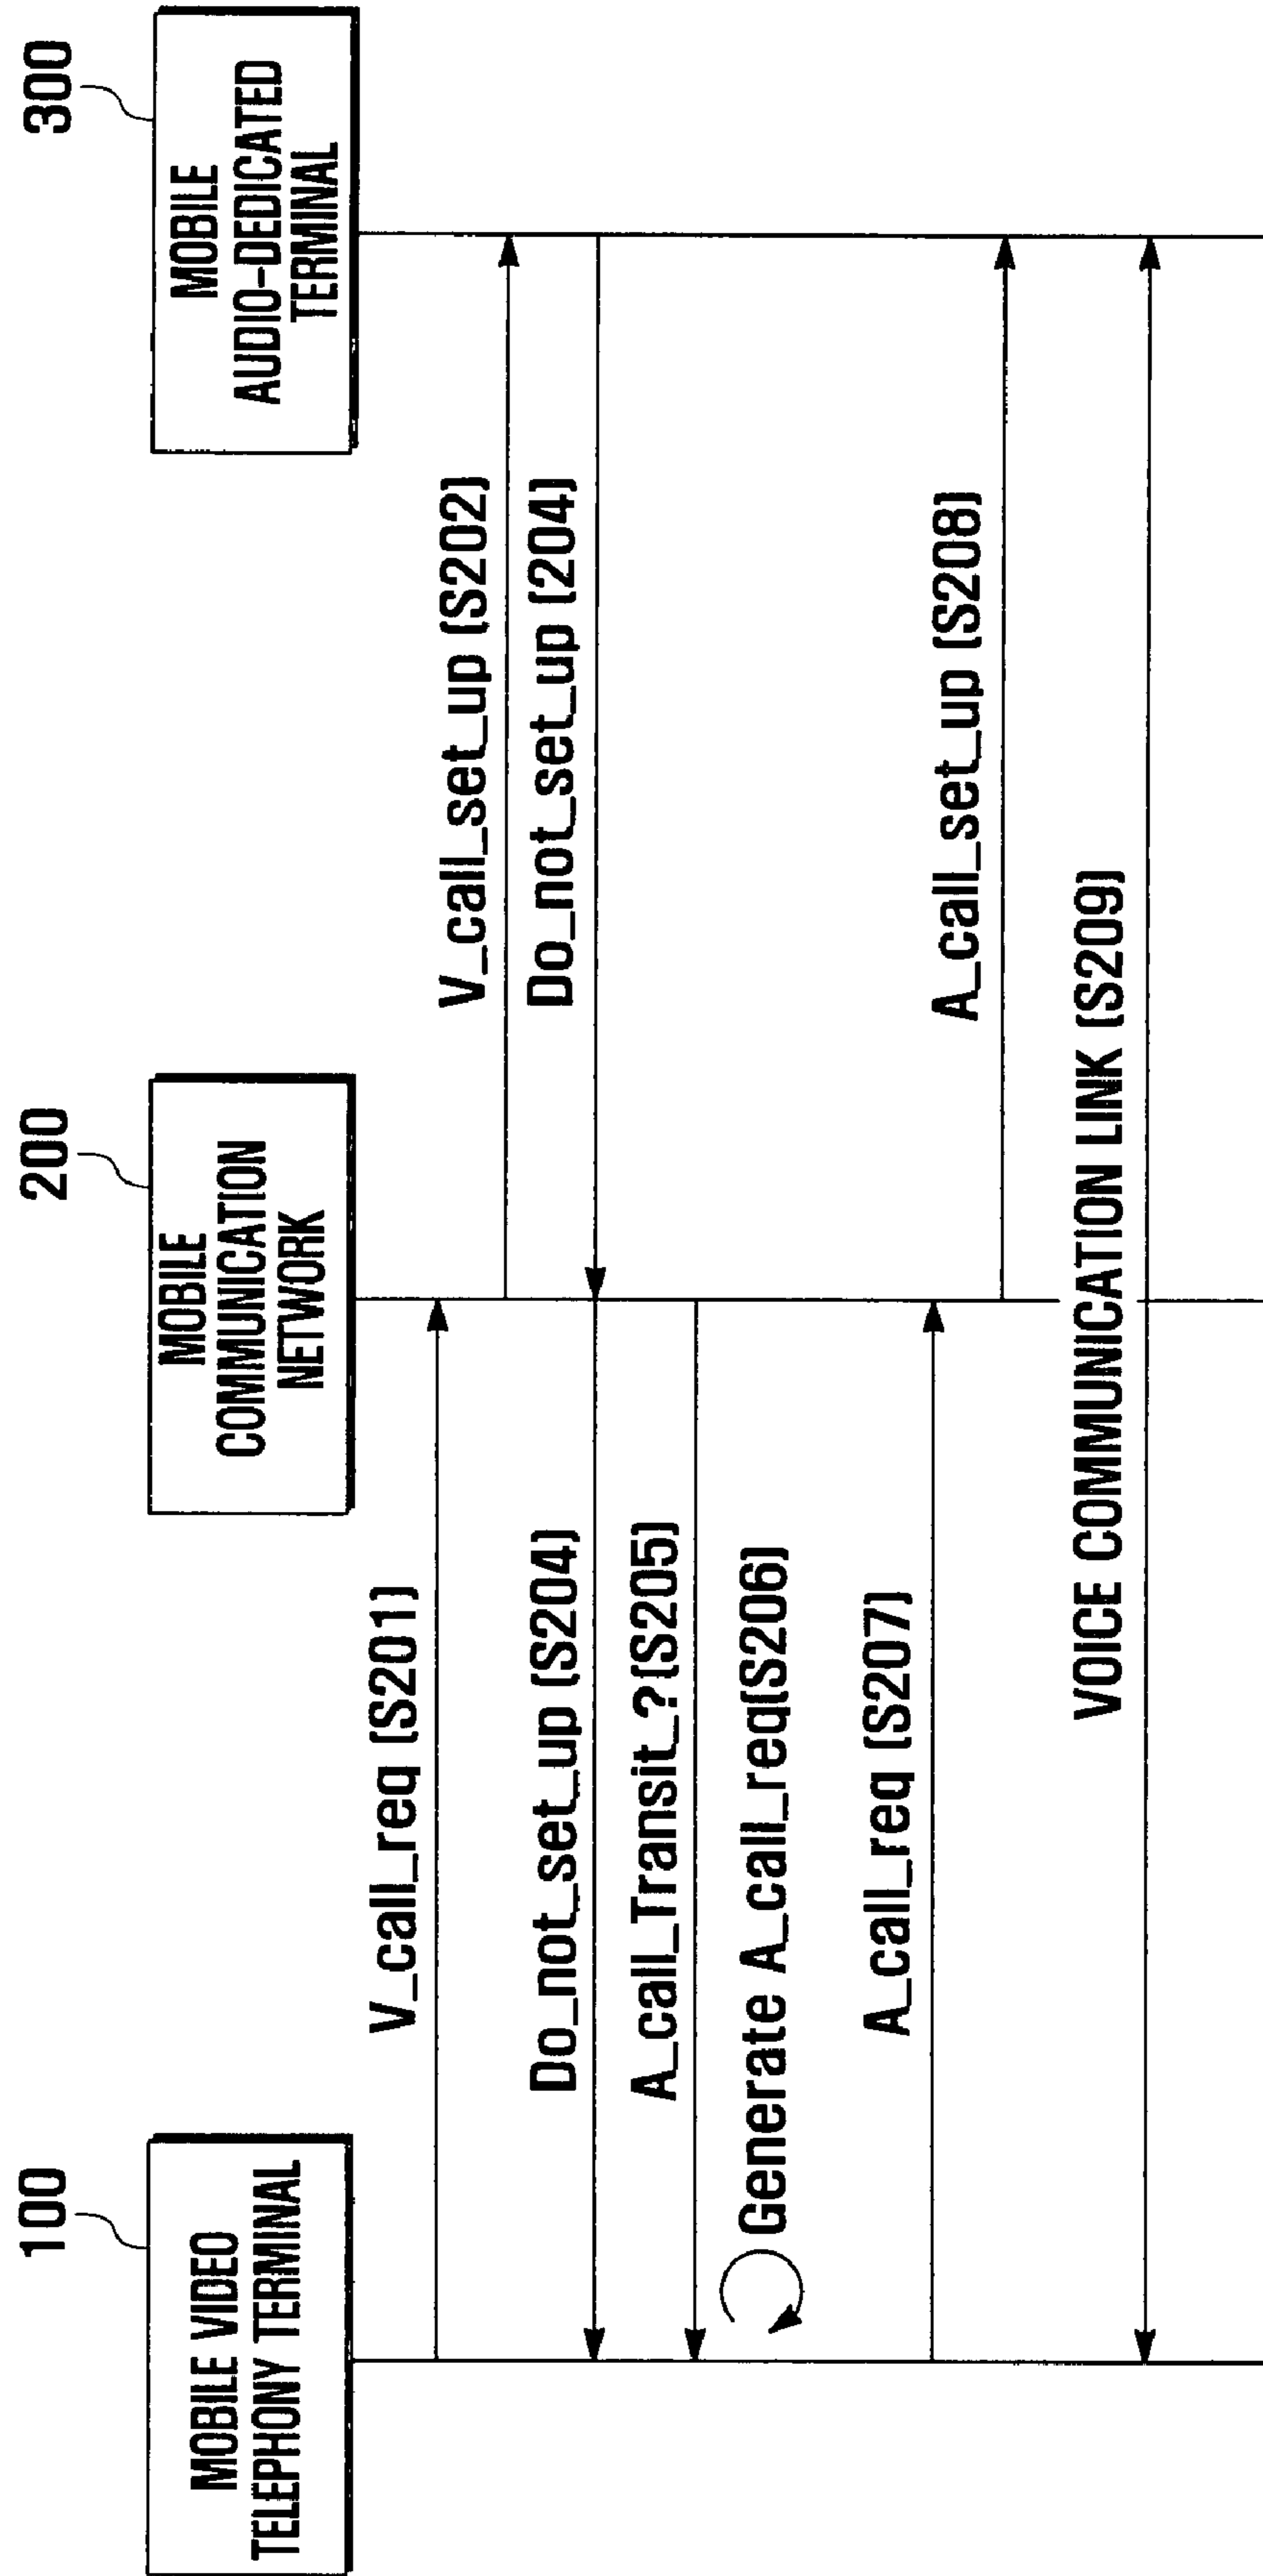 100
MOBILE VIDEO
TELEPHONY TERMINAL
200
MOBILE
COMMUNICATION
NETWORK
300
MOBILE
AUDIO-DEDICATED
TERMINAL
V_call_req (S201)
V_call_set_up (S202)
Do_not_set_up (S204)
Do_not_set_up (204)
A_call_Transit_?(S205)
Generate A_call_req(S206)
A_call_req (S207)
A_call_set_up (S208)
VOICE COMMUNICATION LINK (S209)